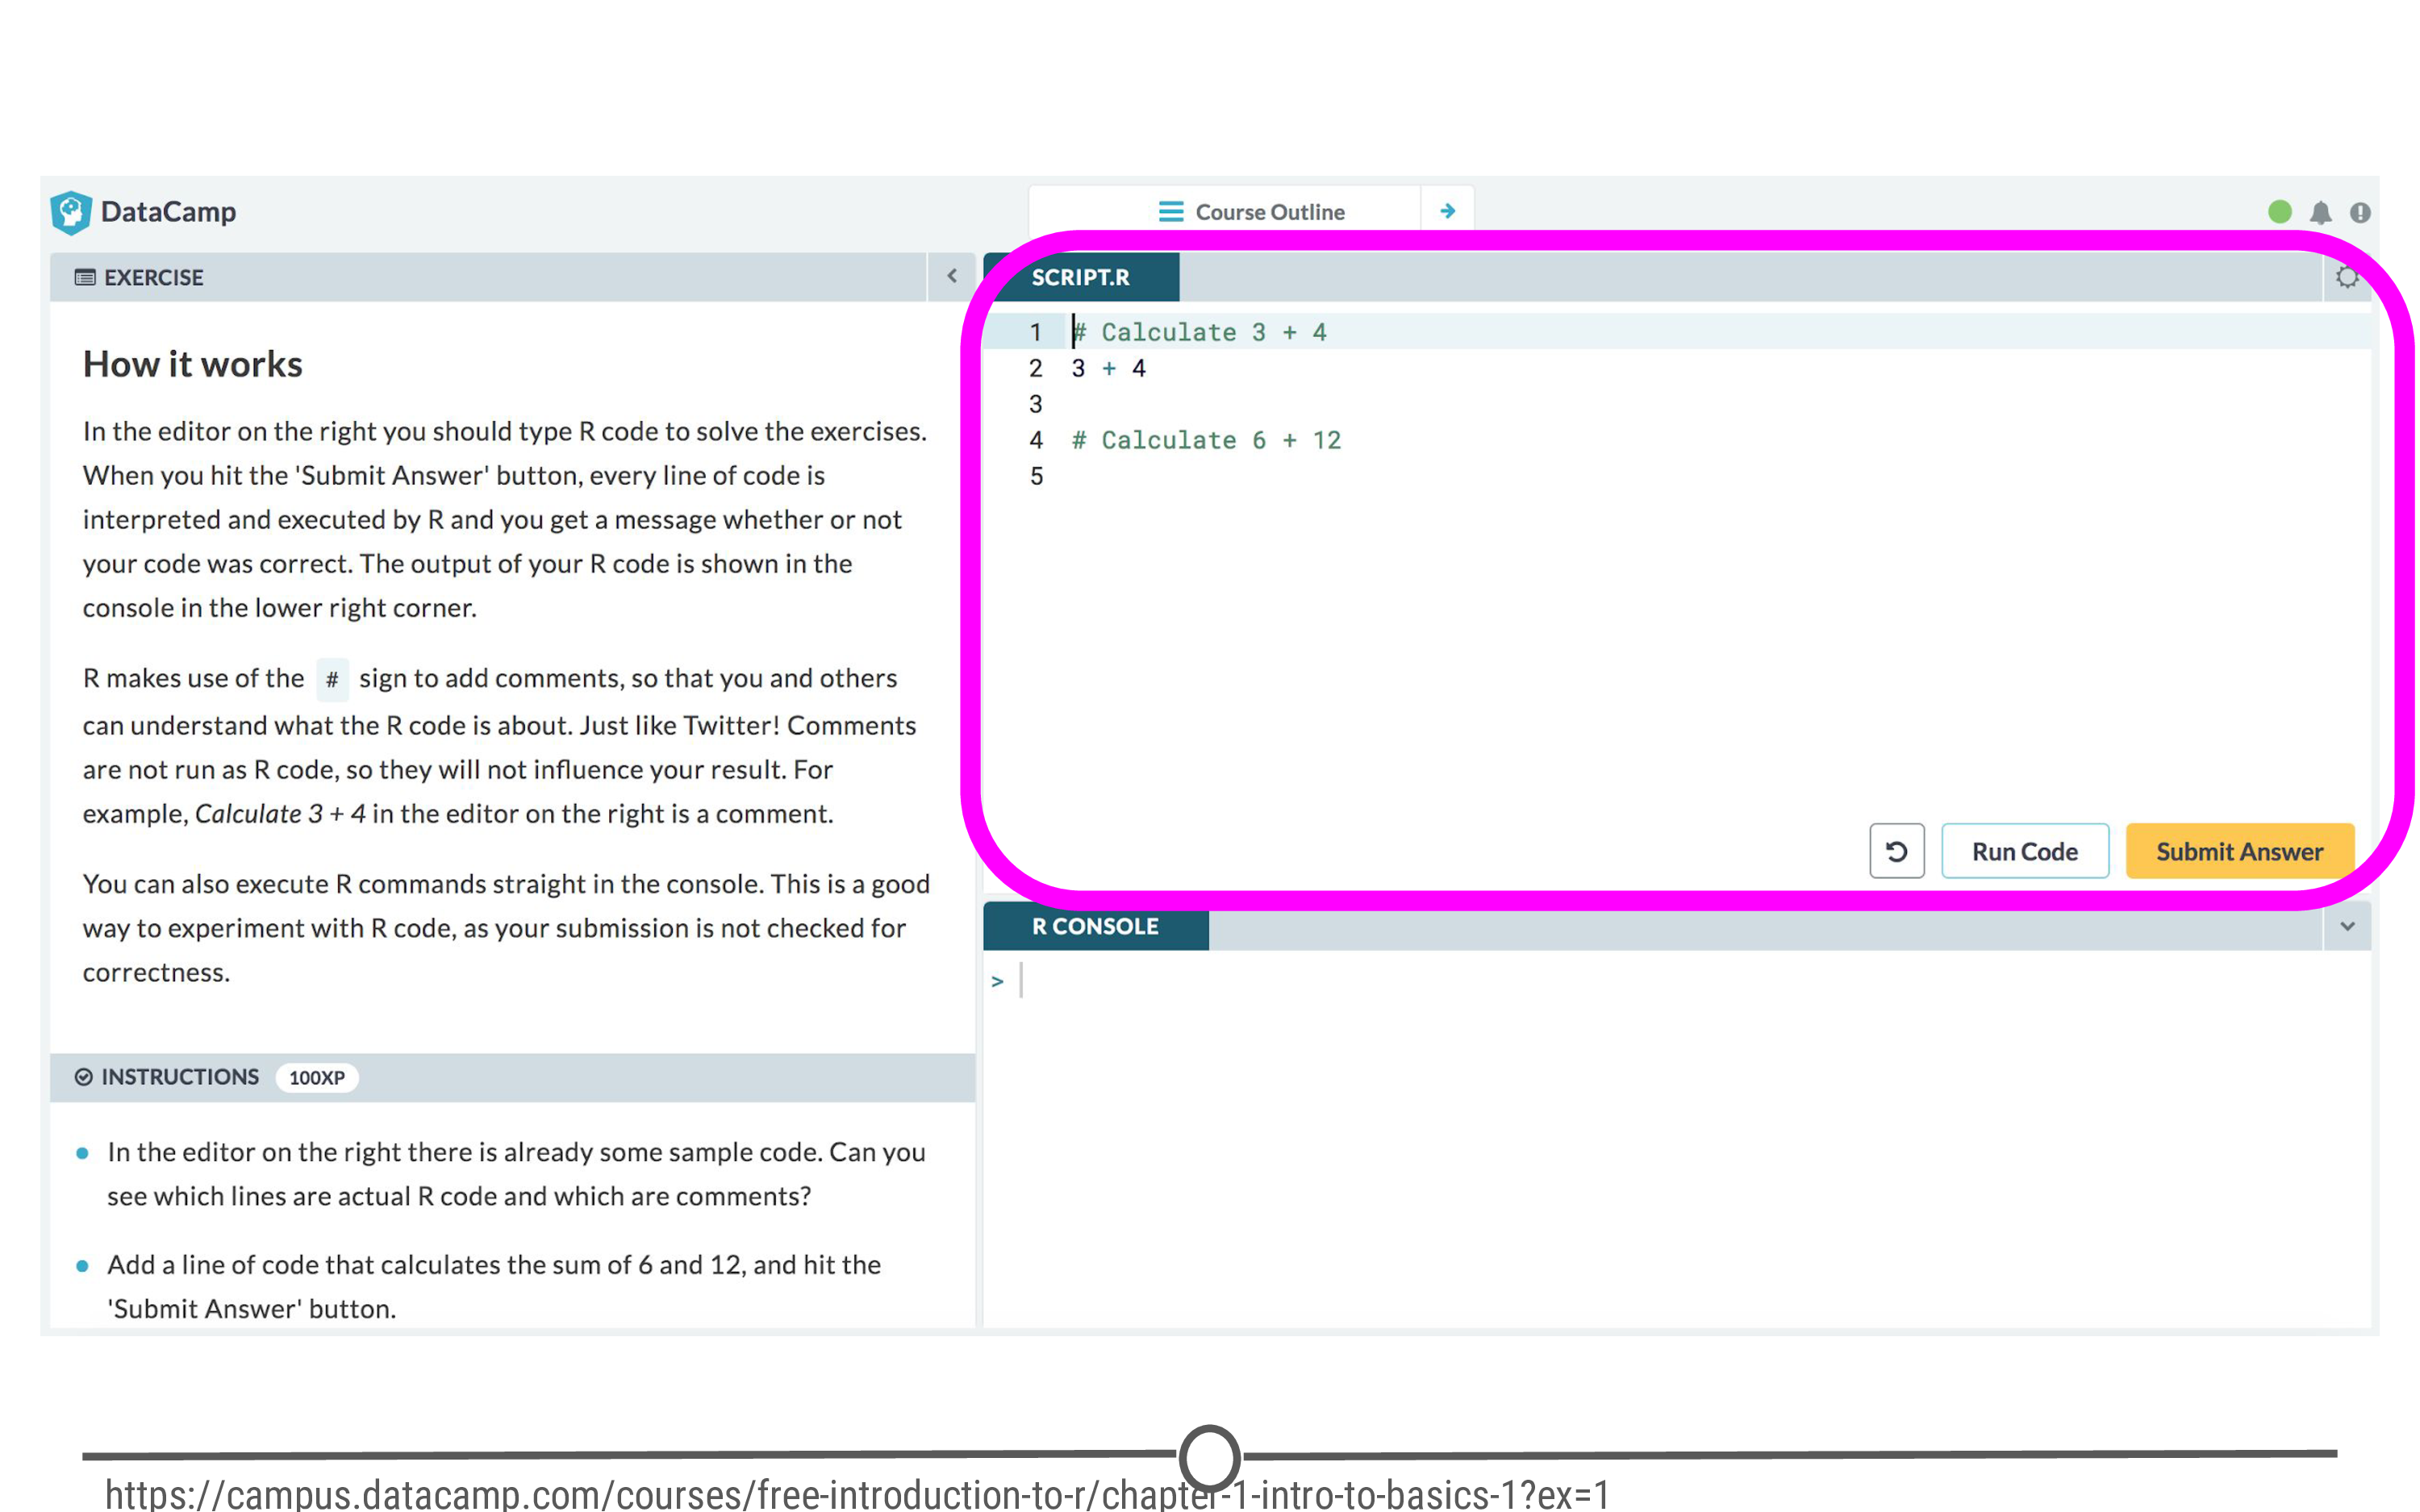 DataCamp
Course Outline
EXERCISE
How it works
In the editor on the right you should type R code to solve the exercises.
When you hit the 'Submit Answer' button, every line of code is
interpreted and executed by R and you get a message whether or not
your code was correct. The output of your R code is shown in the
console in the lower right corner.
R makes use of the # sign to add comments, so that you and others
can understand what the R code is about. Just like Twitter! Comments
are not run as R code, so they will not influence your result. For
example, Calculate 3 + 4 in the editor on the right is a comment.
You can also execute R commands straight in the console. This is a good
way to experiment with R code, as your submission is not checked for
correctness.
INSTRUCTIONS 100XP
In the editor on the right there is already some sample code. Can you
see which lines are actual R code and which are comments?
Add a line of code that calculates the sum of 6 and 12, and hit the
'Submit Answer' button.
SCRIPT.R
1 # Calculate 3 + 4
2 3 + 4
3
4 # Calculate 6 + 12
5
Run Code
Submit Answer
R CONSOLE
>
https://campus.datacamp.com/courses/free-introduction-to-r/chapter-1-intro-to-basics-1?ex=1